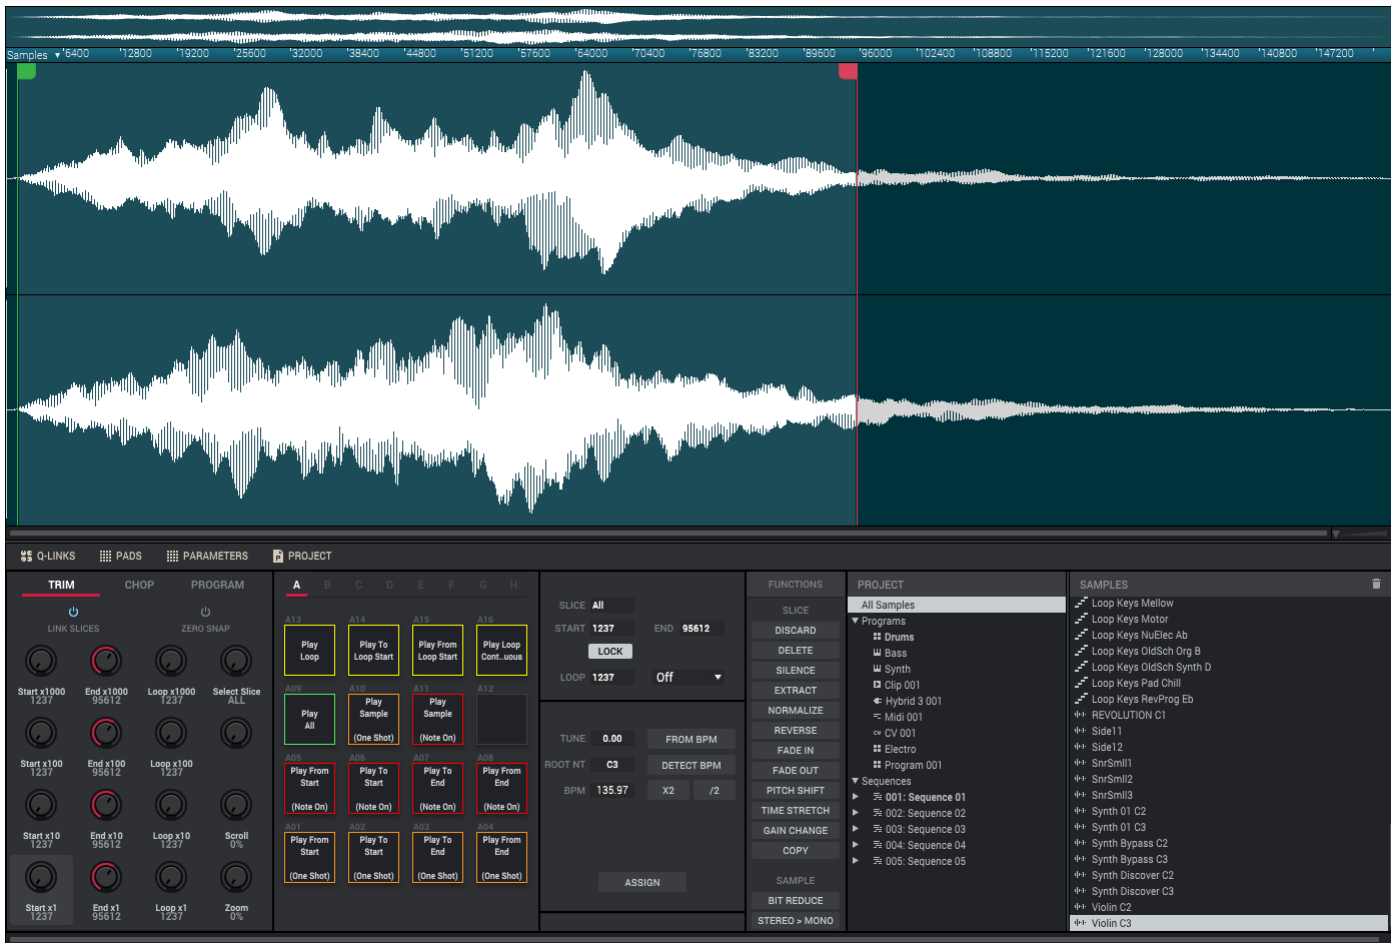 Samples ▾ 6400 12800 19200 25600 32000 38400 44800 51200 57600 64000 70400 76800 83200 89600 96000 102400 108800 115200 121600 128000 134400 140800 147200
Q-LINKS PADS PARAMETERS PROJECT
TRIM CHOP PROGRAM
LINK SLICES ZERO SNAP
Start x1000 End x1000 Loop x1000 Select Slice
1237 95612 1237 ALL
Start x100 End x100 Loop x100
1237 95612 1237
Start x10 End x10 Loop x10 Scroll
1237 95612 1237 0%
Start x1 End x1 Loop x1 Zoom
1237 95612 1237 0%
A B C D E F G H
A13 A14 A15 A16
Play Play To Play From Play Loop
Loop Loop Start Loop Start Cont..uous
A09 A10 A11 A12
Play Play Play
All Sample Sample
(One Shot) (Note On)
A05 A06 A07 A08
Play From Play To Play To Play From
Start Start End End
(Note On) (Note On) (Note On) (Note On)
A01 A02 A03 A04
Play From Play To Play To Play From
Start Start End End
(One Shot) (One Shot) (One Shot) (One Shot)
SLICE All
START 1237 END 95612
LOCK
LOOP 1237 Off
TUNE 0.00 FROM BPM
ROOT NT C3 DETECT BPM
BPM 135.97 X2 /2
ASSIGN
FUNCTIONS
SLICE
DISCARD
DELETE
SILENCE
EXTRACT
NORMALIZE
REVERSE
FADE IN
FADE OUT
PITCH SHIFT
TIME STRETCH
GAIN CHANGE
COPY
SAMPLE
BIT REDUCE
STEREO > MONO
PROJECT
All Samples
Programs
Drums
Bass
Synth
Clip 001
Hybrid 3 001
Midi 001
CV CV 001
Electro
Program 001
Sequences
001: Sequence 01
002: Sequence 02
003: Sequence 03
004: Sequence 04
005: Sequence 05
SAMPLES
Loop Keys Mellow
Loop Keys Motor
Loop Keys NuElec Ab
Loop Keys OldSch Org B
Loop Keys OldSch Synth D
Loop Keys Pad Chill
Loop Keys RevProg Eb
REVOLUTION C1
Side11
Side12
SnrSmll1
SnrSmll2
SnrSmll3
Synth 01 C2
Synth 01 C3
Synth Bypass C2
Synth Bypass C3
Synth Discover C2
Synth Discover C3
Violin C2
Violin C3